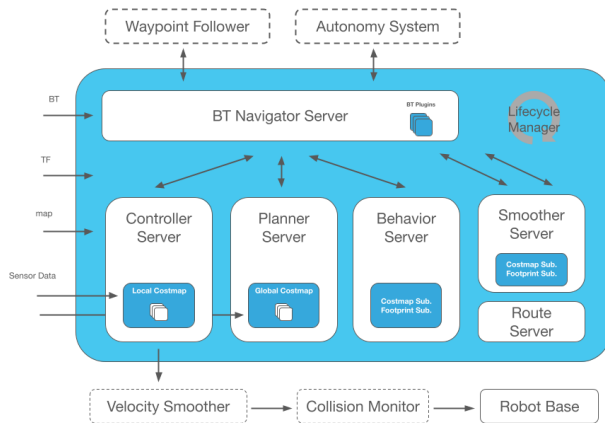 Waypoint Follower
Autonomy System
BT
BT Navigator Server
BT Plugins
Lifecycle
Manager
TF
map
Sensor Data
Controller
Server
Local Costmap
Planner
Server
Global Costmap
Behavior
Server
Costmap Sub.
Footprint Sub.
Smoother
Server
Costmap Sub.
Footprint Sub.
Route
Server
Velocity Smoother
Collision Monitor
Robot Base